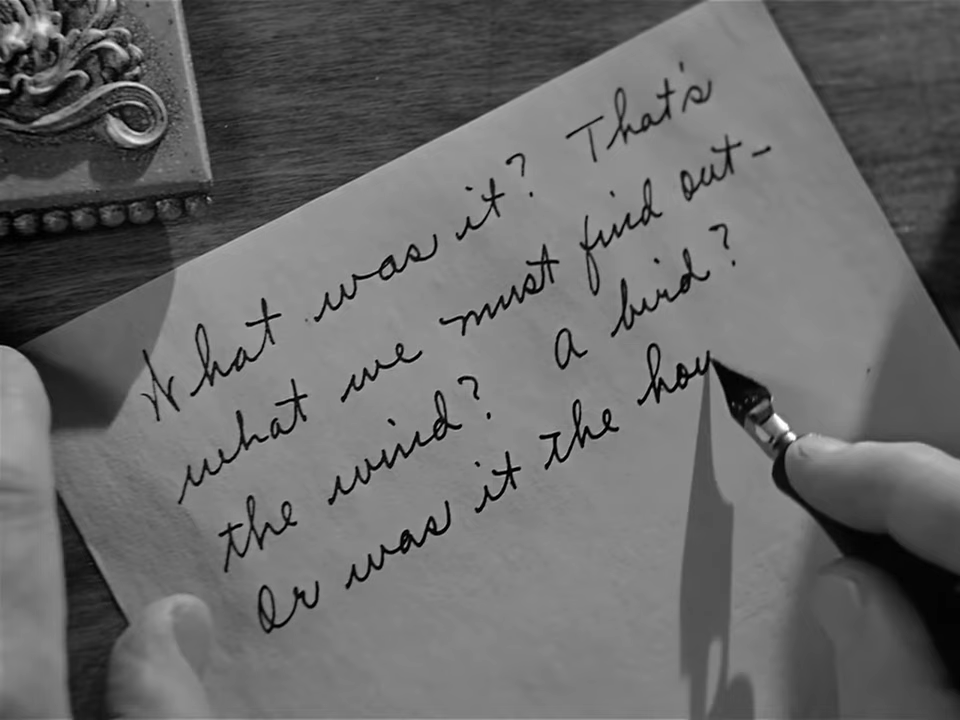 What was it? That's
what we must find out-
the wind? A bird?
Or was it the hou